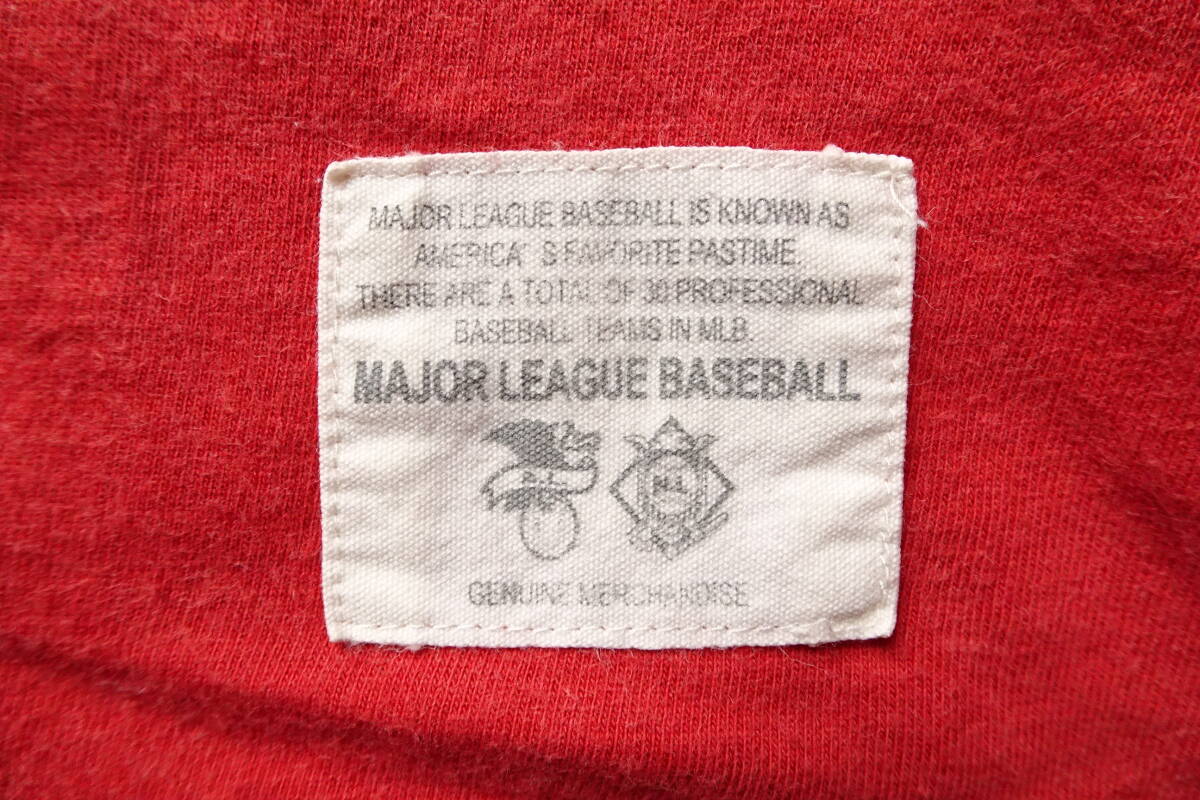 MAJOR LEAGUE BASEBALL IS KNOWN AS
AMERICA' S FAVORITE PASTIME.
THERE ARE A TOTAL OF 30 PROFESSIONAL
BASEBALL TEAMS IN MLB.
MAJOR LEAGUE BASEBALL
GENUINE MERCHANDISE